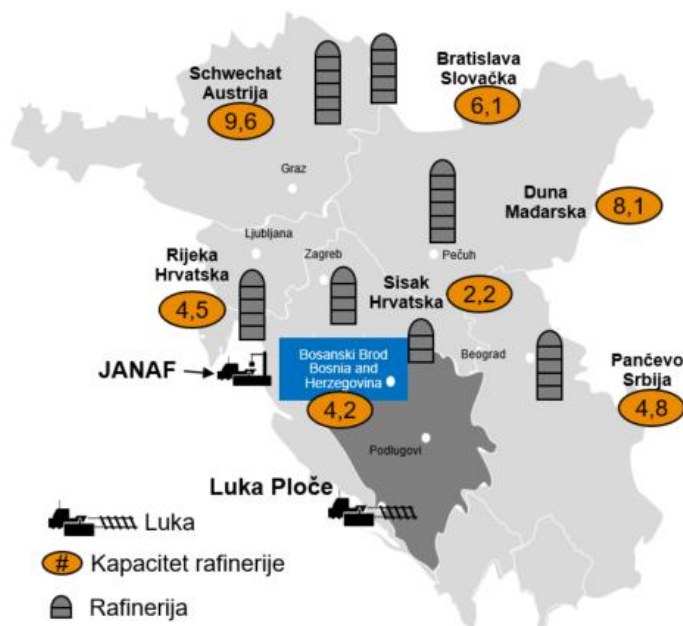 Schwechat
Austrija
9,6
Bratislava
Slovačka
6,1
Graz
Duna
Mađarska
8,1
Ljubljana
Zagreb
Pečuh
Rijeka
Hrvatska
4,5
Sisak
Hrvatska
2,2
JANAF
Bosanski Brod
Bosnia and
Herzegovina
4,2
Beograd
Pančevo
Srbija
4,8
Podlugovi
Luka Ploče
Luka
# Kapacitet rafinerije
Rafinerija